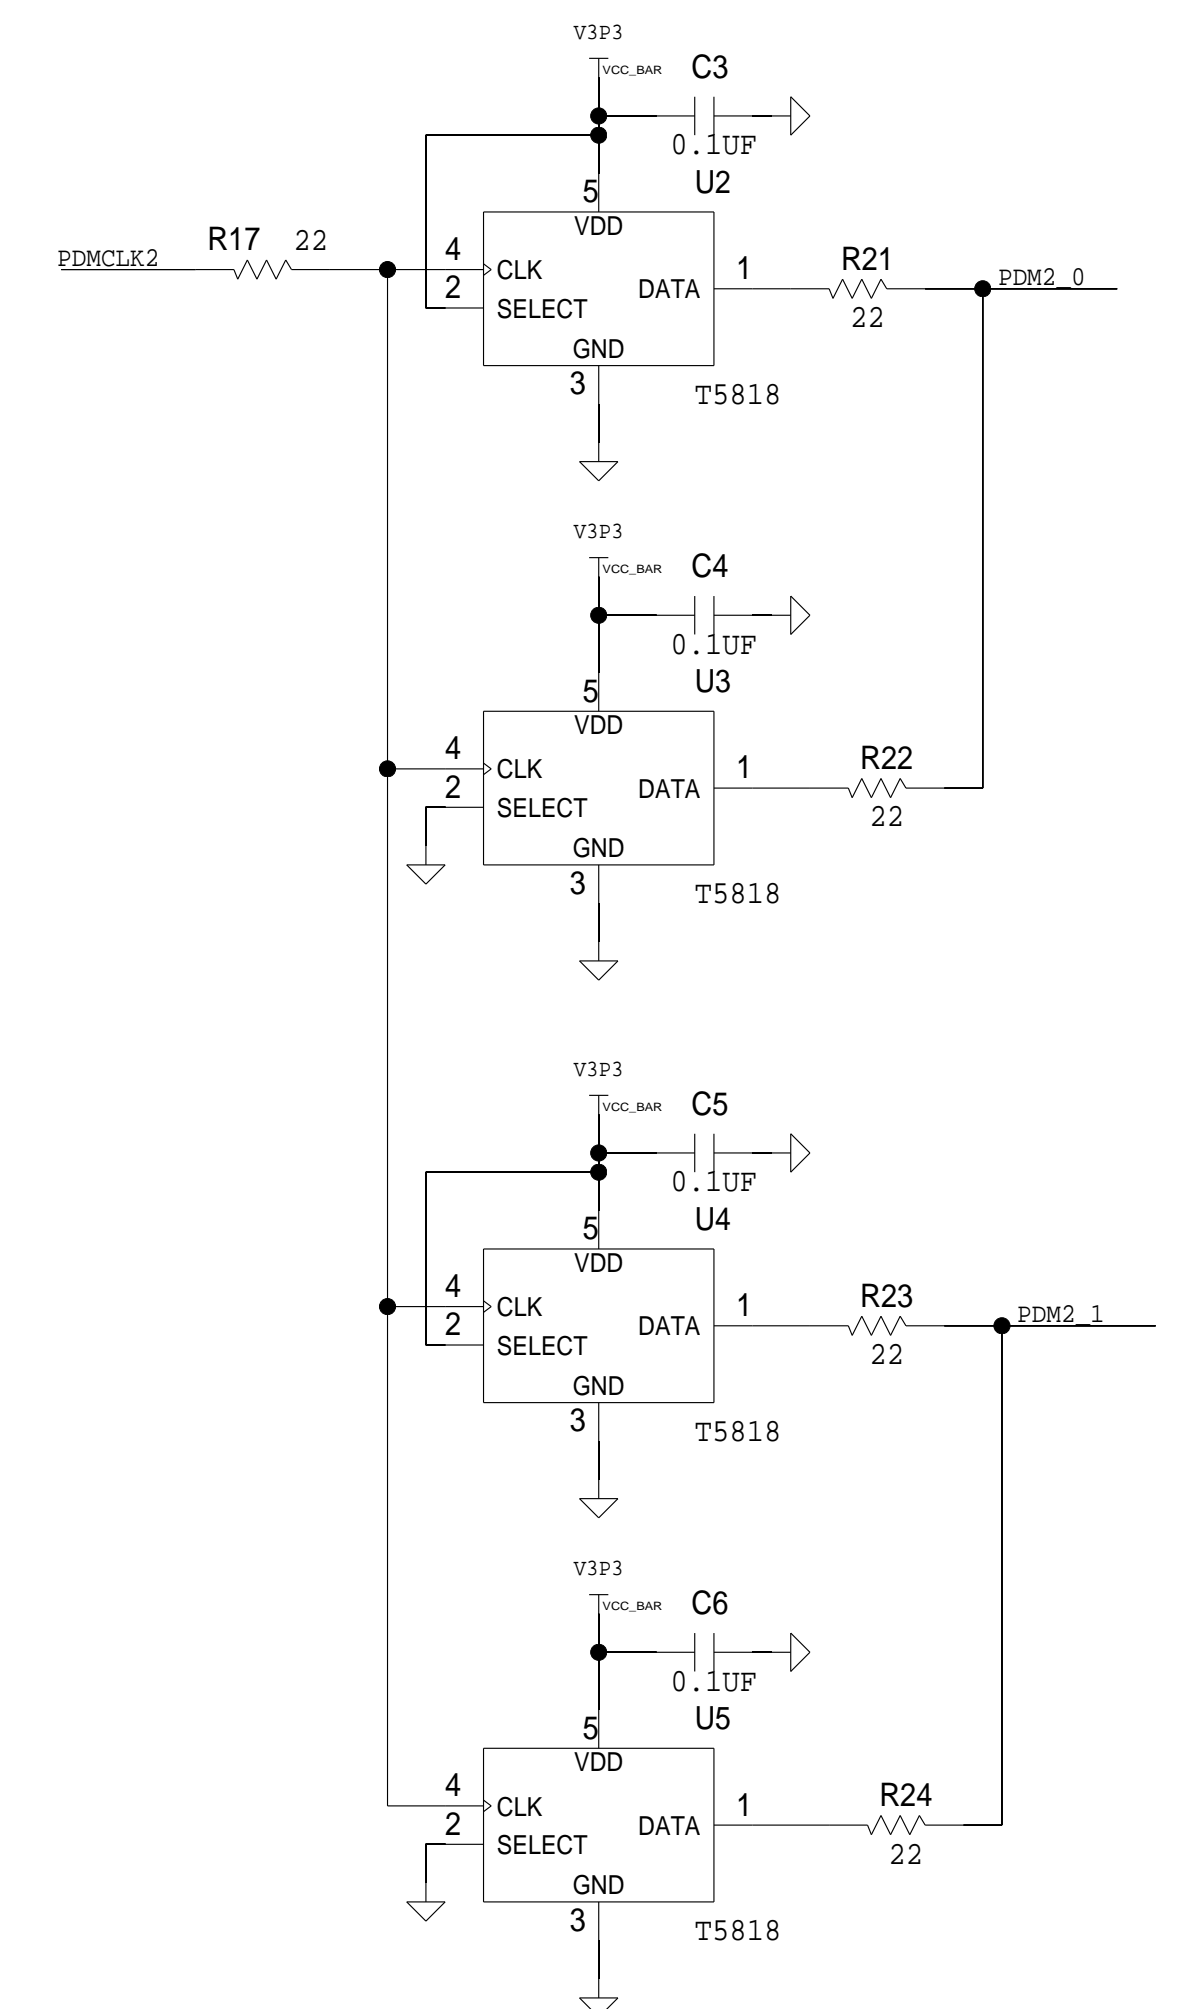 V3P3
VCC_BAR
C3
0.1UF
U2
5
VDD
PDMCLK2
R17 22
4
CLK
2
SELECT
DATA
1
R21
22
PDM2_0
GND
3
T5818
V3P3
VCC_BAR
C4
0.1UF
U3
5
VDD
4
CLK
2
SELECT
DATA
1
R22
22
GND
3
T5818
V3P3
VCC_BAR
C5
0.1UF
U4
5
VDD
4
CLK
2
SELECT
DATA
1
R23
22
PDM2_1
GND
3
T5818
V3P3
VCC_BAR
C6
0.1UF
U5
5
VDD
4
CLK
2
SELECT
DATA
1
R24
22
GND
3
T5818